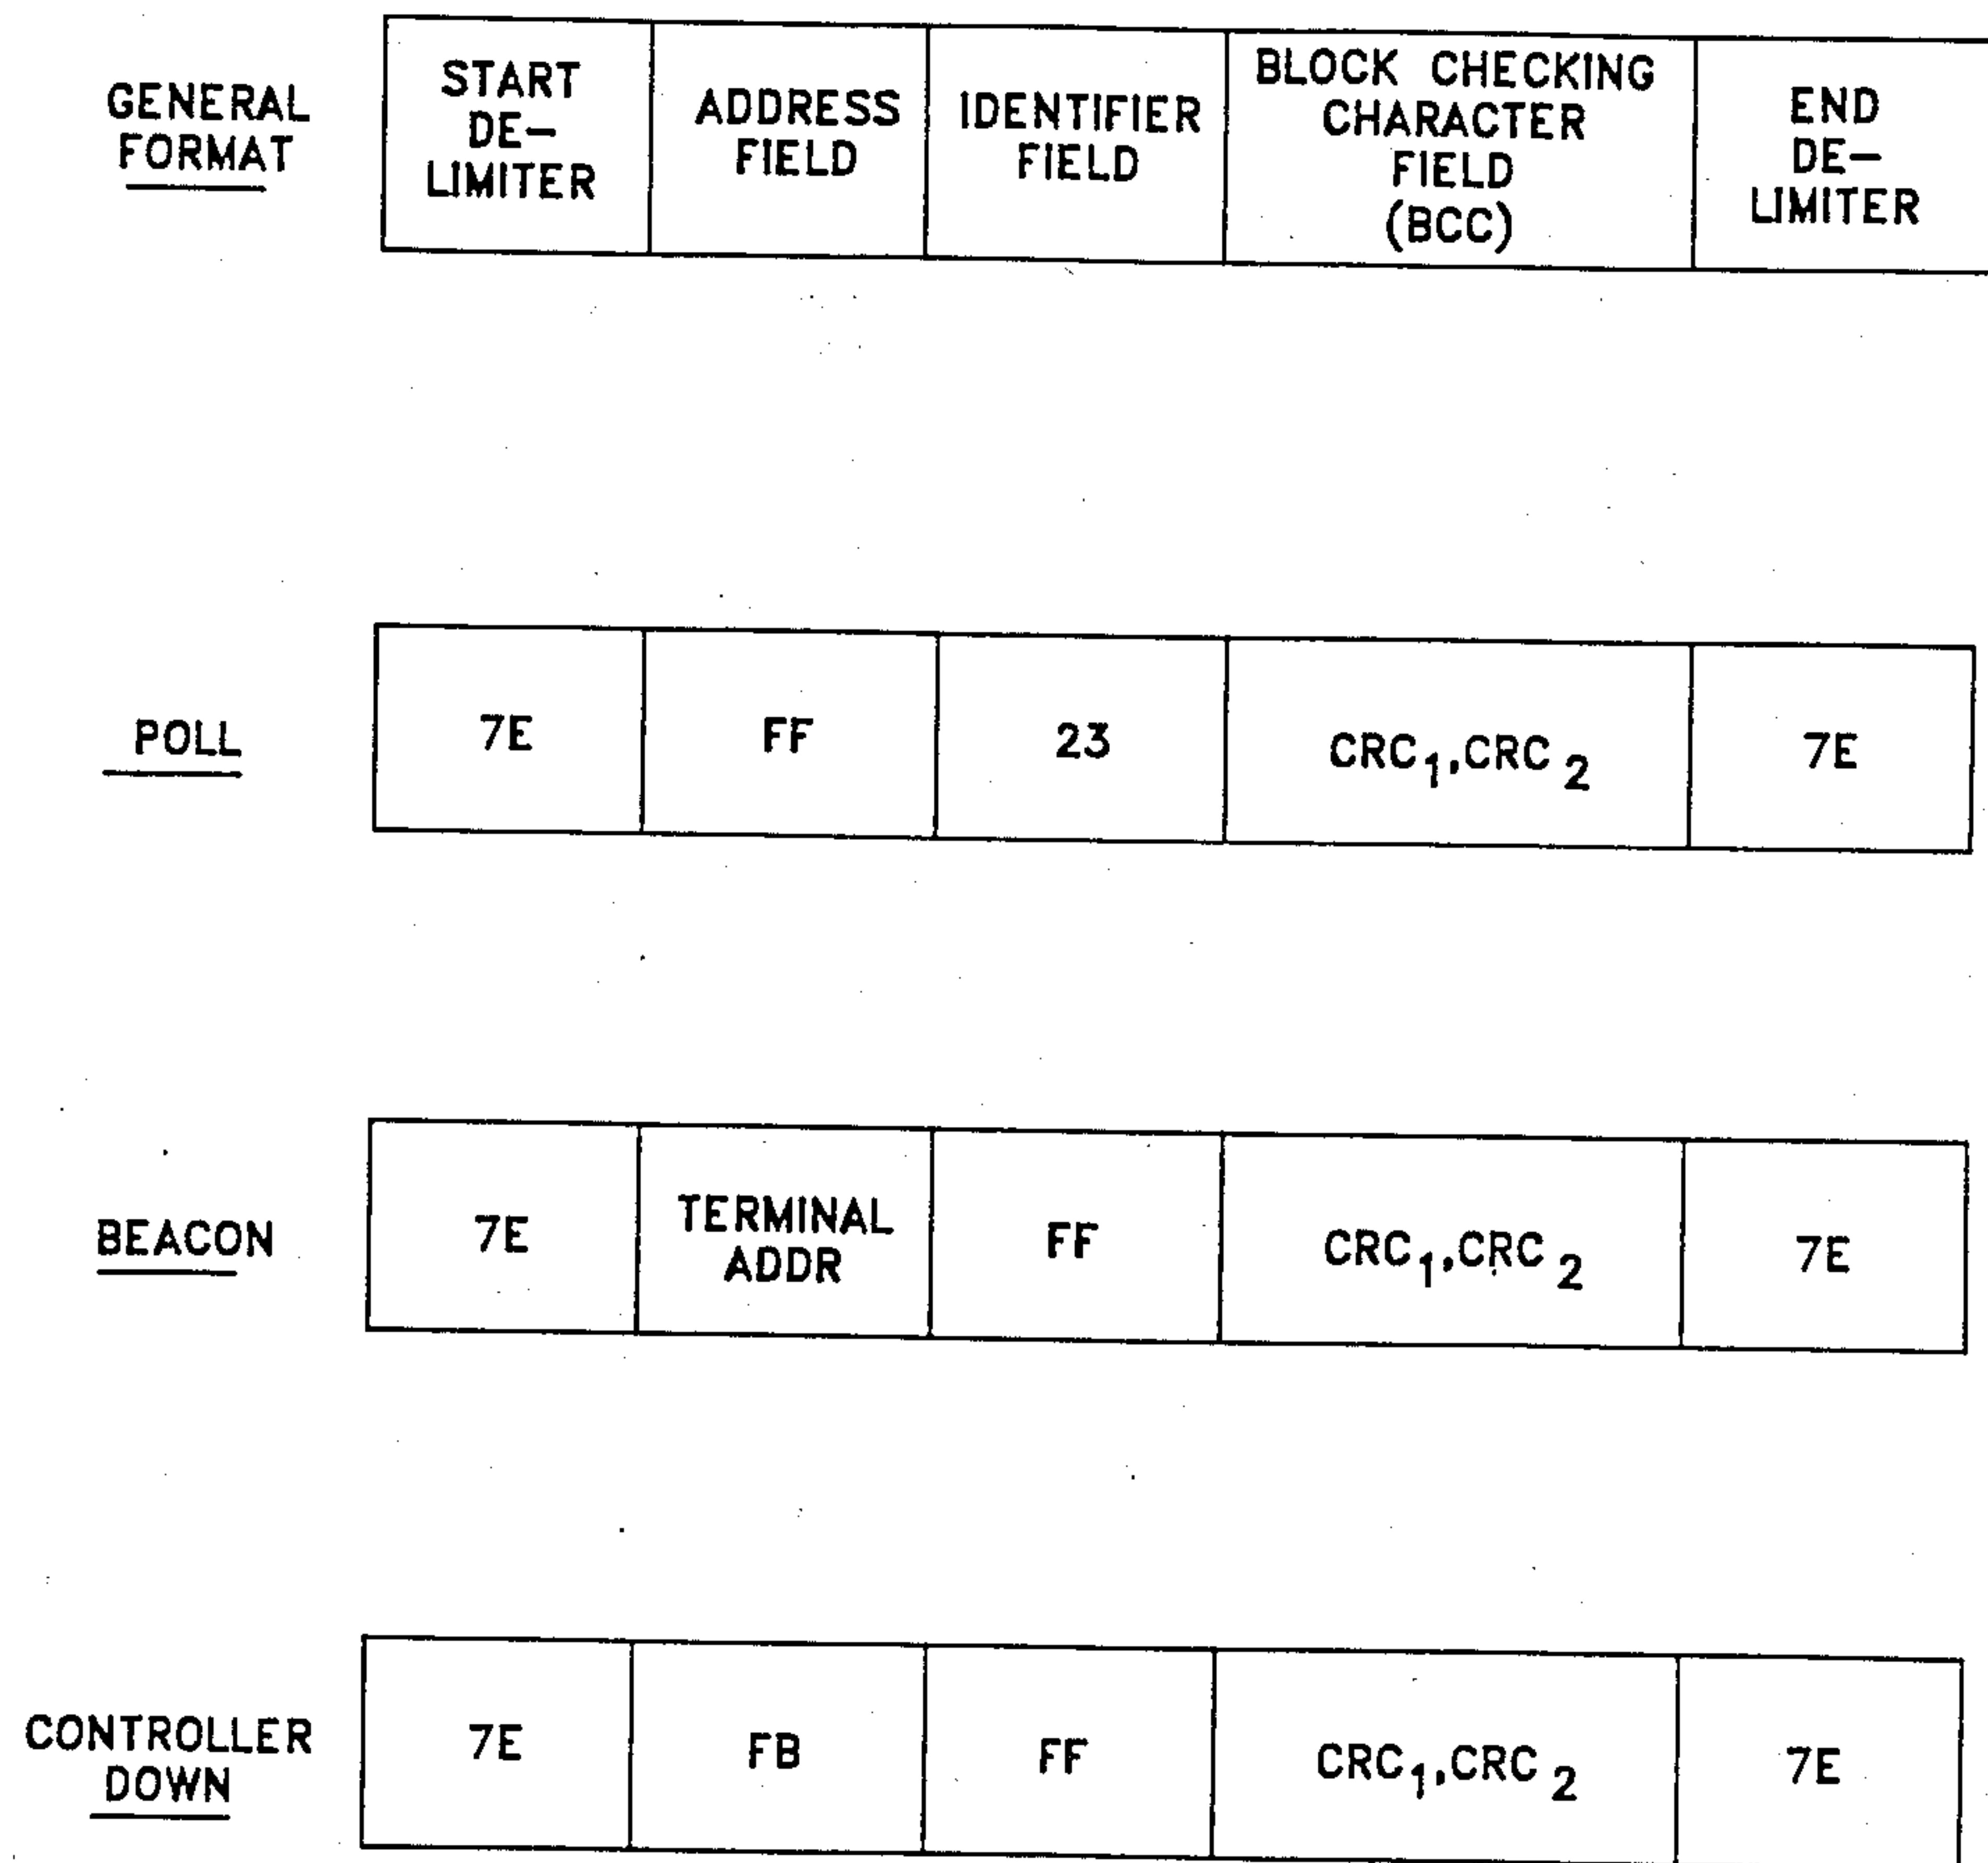 GENERAL
FORMAT
START
DE-
LIMITER
ADDRESS
FIELD
IDENTIFIER
FIELD
BLOCK CHECKING
CHARACTER
FIELD
(BCC)
END
DE-
LIMITER
POLL
7E
FF
23
CRC₁,CRC₂
7E
BEACON
7E
TERMINAL
ADDR
FF
CRC₁,CRC₂
7E
CONTROLLER
DOWN
7E
FB
FF
CRC₁,CRC₂
7E